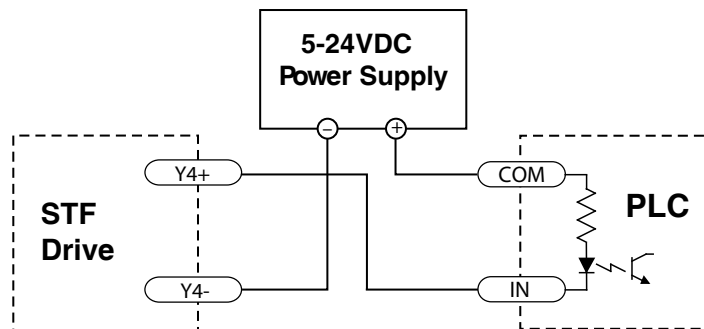 5-24VDC
Power Supply
–
+
Y4+
COM
STF
Drive
PLC
Y4-
IN